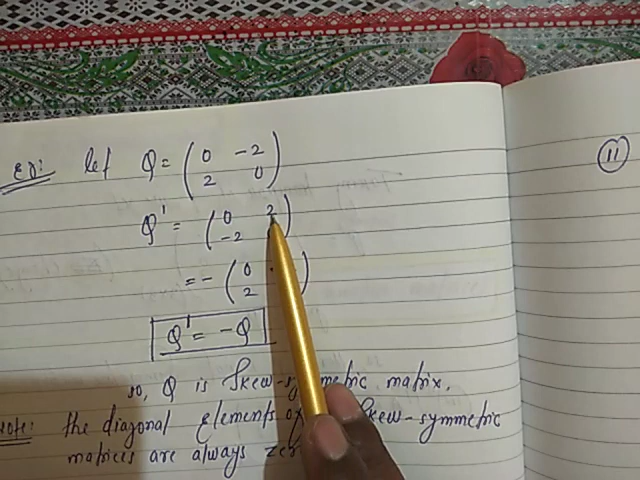 Ex: let Q = ( 0 -2
2 0 )
11
Q' = ( 0 2
-2 )
= - ( 0
2 )
Q' = -Q
so, Q is Skew-symmetric matrix.
Note: the diagonal elements of Skew-symmetric
matrices are always